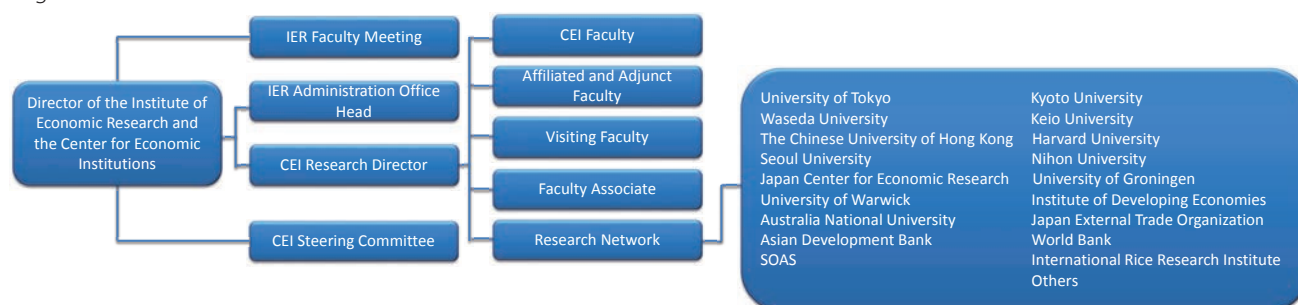 Director of the Institute of
Economic Research and
the Center for Economic
Institutions
IER Faculty Meeting
IER Administration Office
Head
CEI Research Director
CEI Steering Committee
CEI Faculty
Affiliated and Adjunct
Faculty
Visiting Faculty
Faculty Associate
Research Network
University of Tokyo
Waseda University
The Chinese University of Hong Kong
Seoul University
Japan Center for Economic Research
University of Warwick
Australia National University
Asian Development Bank
SOAS
Kyoto University
Keio University
Harvard University
Nihon University
University of Groningen
Institute of Developing Economies
Japan External Trade Organization
World Bank
International Rice Research Institute
Others